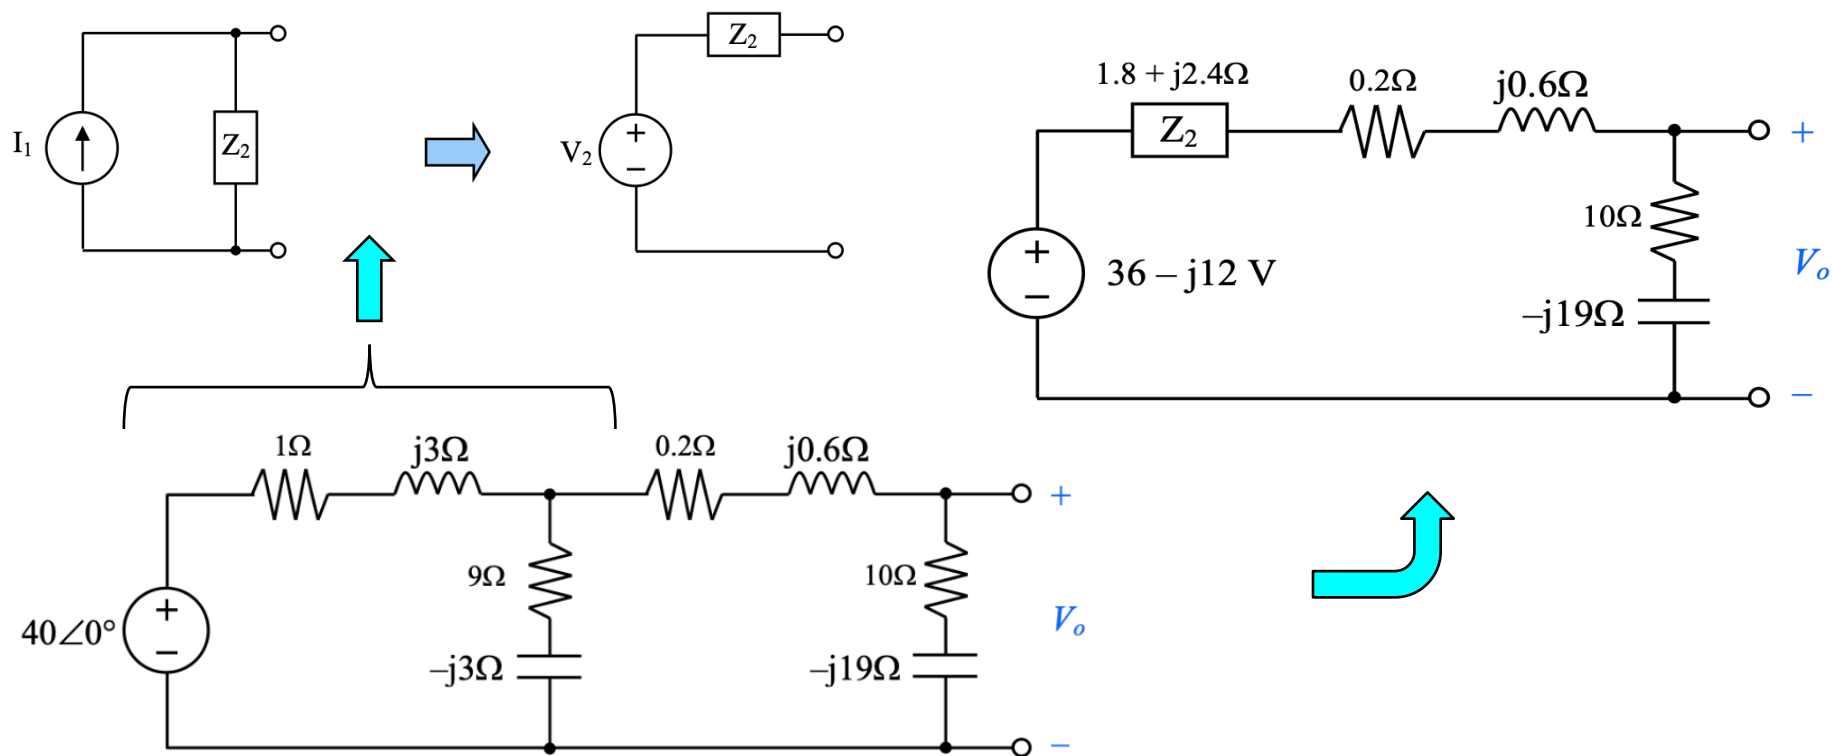 I₁
Z₂
V₂
+
−
Z₂
1.8 + j2.4Ω
Z₂
0.2Ω
j0.6Ω
+
−
36 – j12 V
10Ω
–j19Ω
+
Vₒ
−
40∠0°
+
−
1Ω
j3Ω
9Ω
–j3Ω
0.2Ω
j0.6Ω
10Ω
–j19Ω
+
Vₒ
−